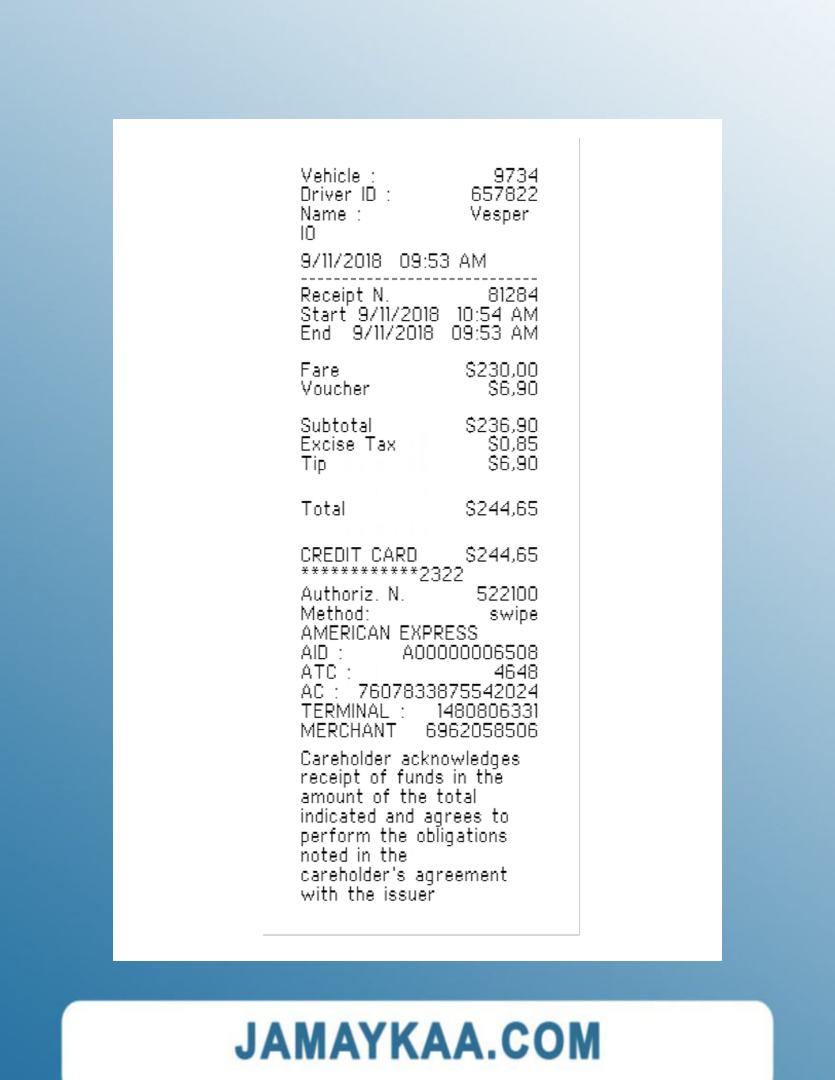 Vehicle : 9734
Driver ID : 657822
Name : Vesper
IO
9/11/2018 09:53 AM
-----------------------------
Receipt N. 81284
Start 9/11/2018 10:54 AM
End 9/11/2018 09:53 AM
Fare $230,00
Voucher $6,90
Subtotal $236,90
Excise Tax $0,85
Tip $6,90
Total $244,65
CREDIT CARD $244,65
************2322
Authoriz. N. 522100
Method: swipe
AMERICAN EXPRESS
AID : A00000006508
ATC : 4648
AC : 7607833875542024
TERMINAL : 1480806331
MERCHANT 6962058506
Careholder acknowledges
receipt of funds in the
amount of the total
indicated and agrees to
perform the obligations
noted in the
careholder's agreement
with the issuer
JAMAYKAA.COM